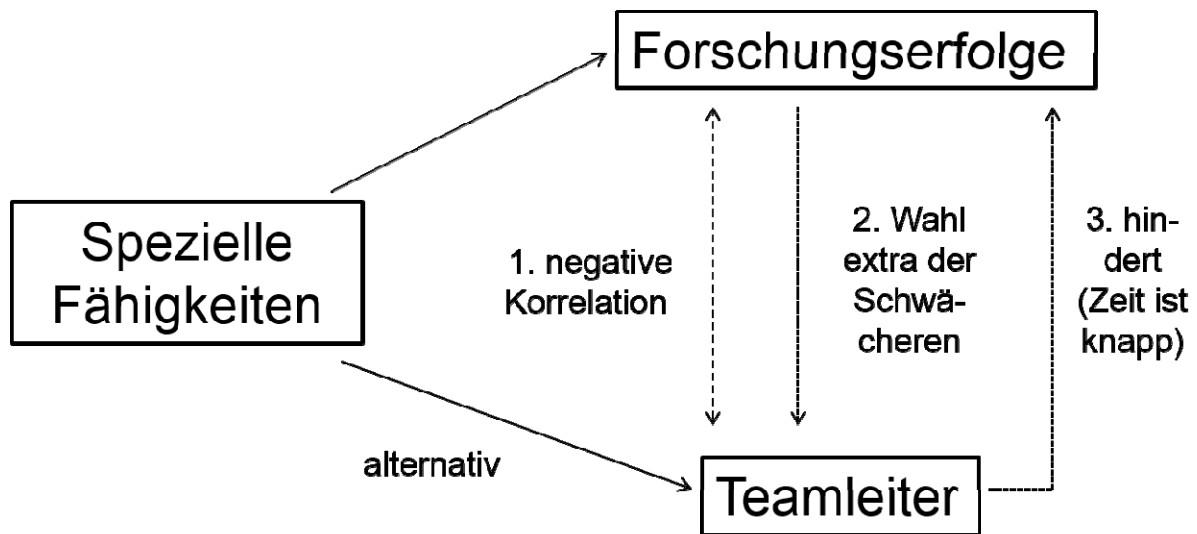 Forschungserfolge
Spezielle
Fähigkeiten
1. negative
Korrelation
2. Wahl
extra der
Schwä-
cheren
3. hin-
dert
(Zeit ist
knapp)
alternativ
Teamleiter